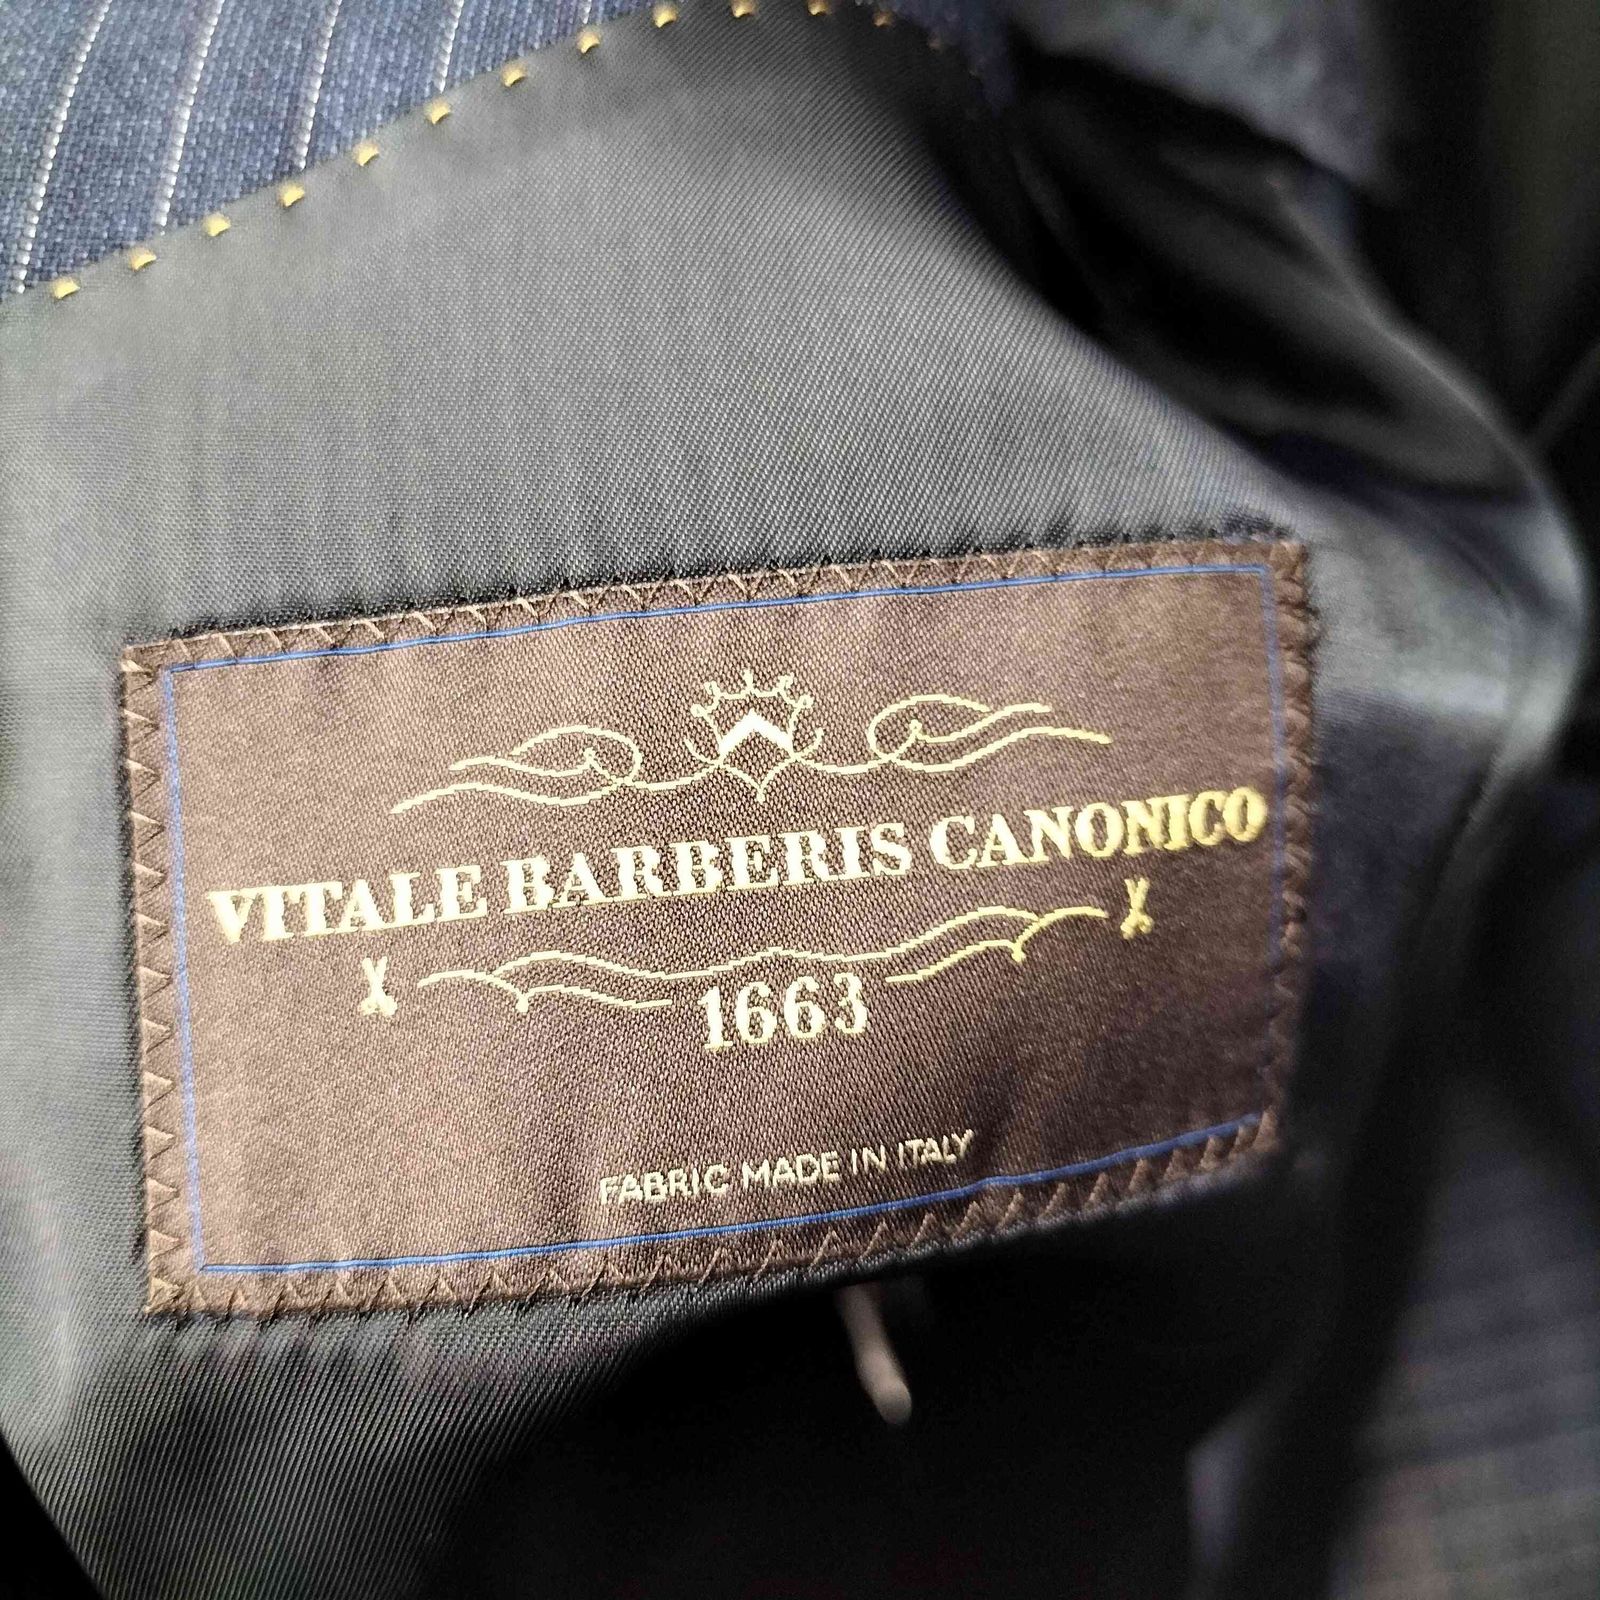 VITALE BARBERIS CANONICO
1663
FABRIC MADE IN ITALY